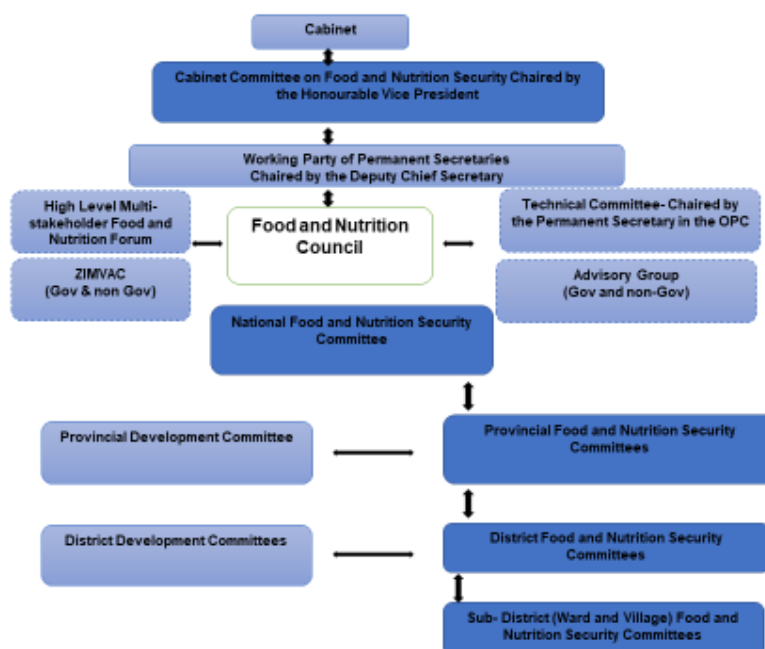 Cabinet
Cabinet Committee on Food and Nutrition Security Chaired by
the Honourable Vice President
Working Party of Permanent Secretaries
Chaired by the Deputy Chief Secretary
High Level Multi-
stakeholder Food and
Nutrition Forum
Food and Nutrition
Council
Technical Committee- Chaired by
the Permanent Secretary in the OPC
ZIMVAC
(Gov & non Gov)
Advisory Group
(Gov and non-Gov)
National Food and Nutrition Security
Committee
Provincial Development Committee
Provincial Food and Nutrition Security
Committees
District Development Committees
District Food and Nutrition Security
Committees
Sub- District (Ward and Village) Food and
Nutrition Security Committees